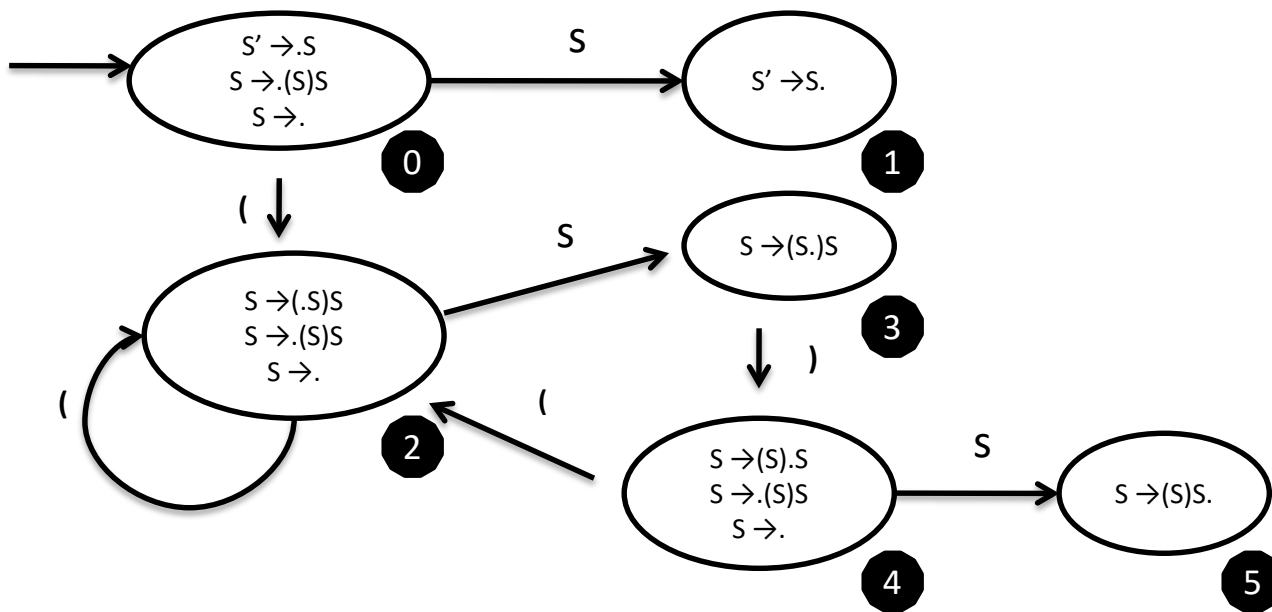 S' →.S
S →.(S)S
S →.
0
S
S' →S.
1
(
S →(.S)S
S →.(S)S
S →.
2
(
S
S →(S.)S
3
)
(
S →(S).S
S →.(S)S
S →.
4
S
S →(S)S.
5